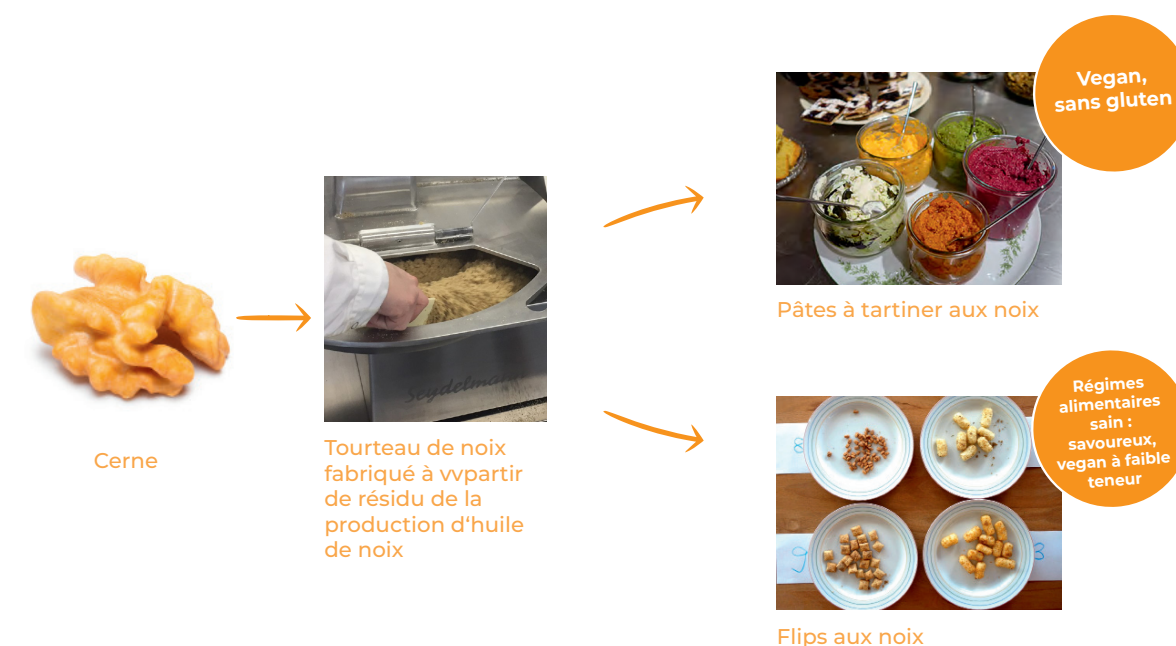 Vegan,
sans gluten
Pâtes à tartiner aux noix
Cerne
Tourteau de noix
fabriqué à vvpartir
de résidu de la
production d‘huile
de noix
Régimes
alimentaires
sain :
savoureux,
vegan à faible
teneur
Flips aux noix